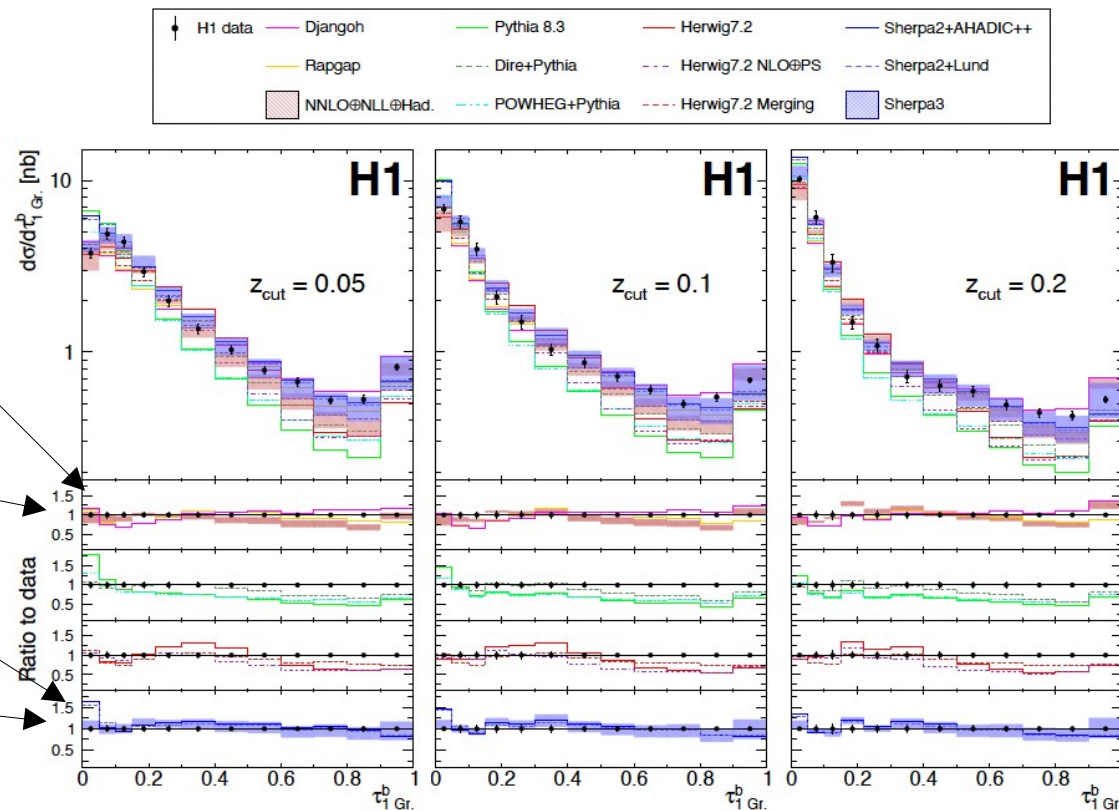 H1 data Djangoh Pythia 8.3 Herwig7.2 Sherpa2+AHADIC++
Rapgap Dire+Pythia Herwig7.2 NLO⊕PS Sherpa2+Lund
NNLO⊕NLL⊕Had. POWHEG+Pythia Herwig7.2 Merging Sherpa3
dσ/dτ₁ᵇ Gr. [nb]
H1 H1 H1
10
z_cut = 0.05 z_cut = 0.1 z_cut = 0.2
1
Ratio to data
1.5
1
0.5
1.5
1
0.5
1.5
1
0.5
1.5
1
0.5
0 0.2 0.4 0.6 0.8 1 0 0.2 0.4 0.6 0.8 1 0 0.2 0.4 0.6 0.8 1
τ₁ᵇ Gr. τ₁ᵇ Gr. τ₁ᵇ Gr.